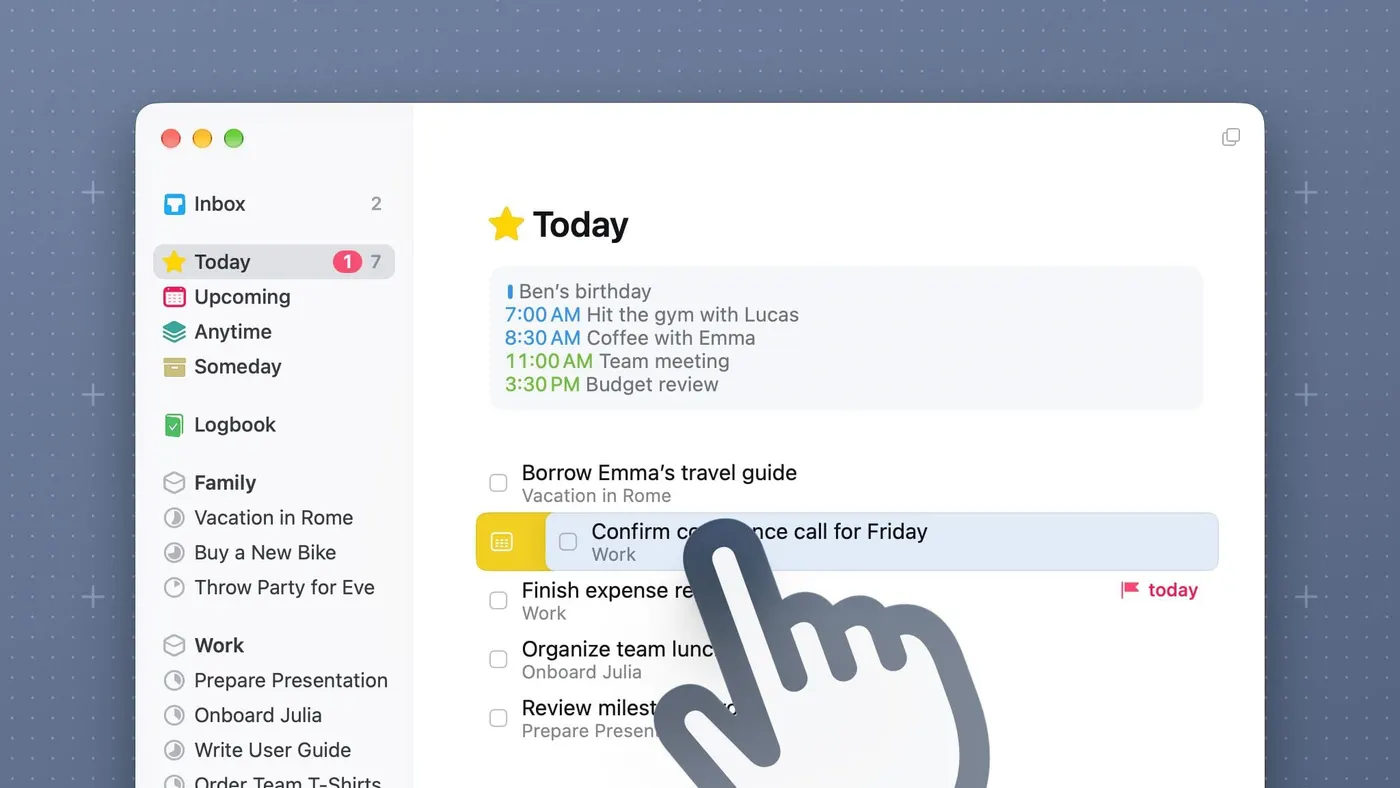 Inbox 2
Today 1 7
Upcoming
Anytime
Someday
Logbook
Family
Vacation in Rome
Buy a New Bike
Throw Party for Eve
Work
Prepare Presentation
Onboard Julia
Write User Guide
Order Team T-Shirts
Today
Ben’s birthday
7:00 AM Hit the gym with Lucas
8:30 AM Coffee with Emma
11:00 AM Team meeting
3:30 PM Budget review
Borrow Emma’s travel guide
Vacation in Rome
Confirm call for Friday
Work
Finish expense
Work
today
Organize team
Onboard Julia
Review
Prepare